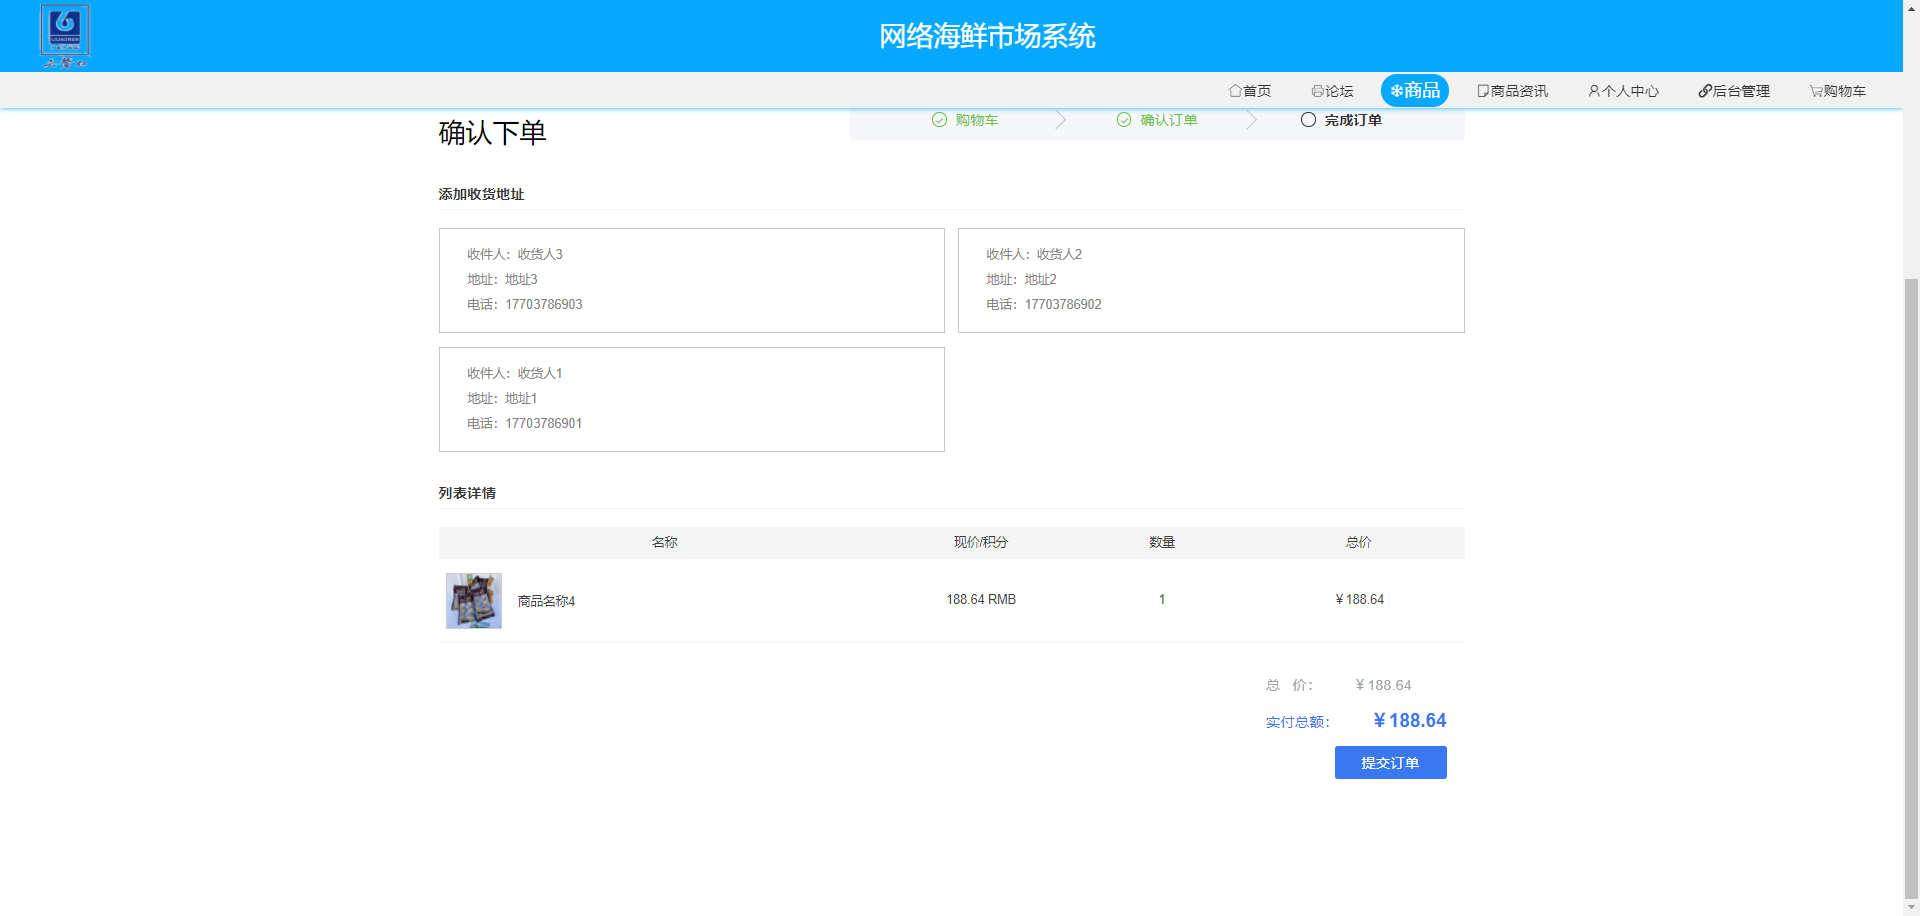 网络海鲜市场系统
首页 论坛 商品 商品资讯 个人中心 后台管理 购物车
确认下单
购物车 确认订单 完成订单
添加收货地址
收件人：收货人3
地址：地址3
电话：17703786903
收件人：收货人2
地址：地址2
电话：17703786902
收件人：收货人1
地址：地址1
电话：17703786901
列表详情
名称 现价/积分 数量 总价
商品名称4 188.64 RMB 1 ￥188.64
总 价： ￥188.64
实付总额： ￥188.64
提交订单